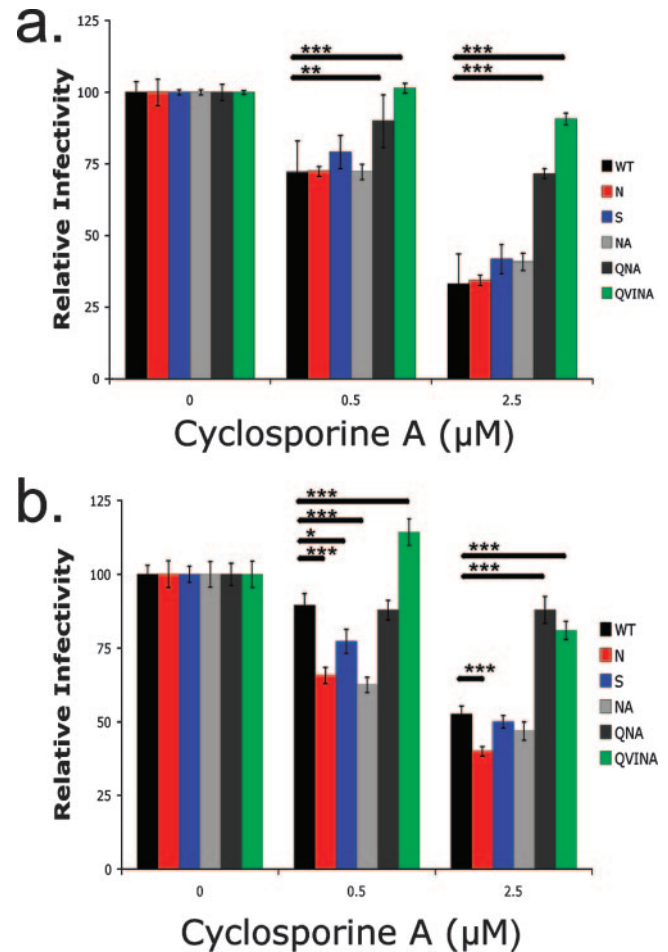 a.
Relative Infectivity
125
100
75
50
25
0
***
**
***
***
0 0.5 2.5
Cyclosporine A (µM)
WT
N
S
NA
QNA
QVINA
b.
Relative Infectivity
125
100
75
50
25
0
***
***
*
***
***
***
***
0 0.5 2.5
Cyclosporine A (µM)
WT
N
S
NA
QNA
QVINA